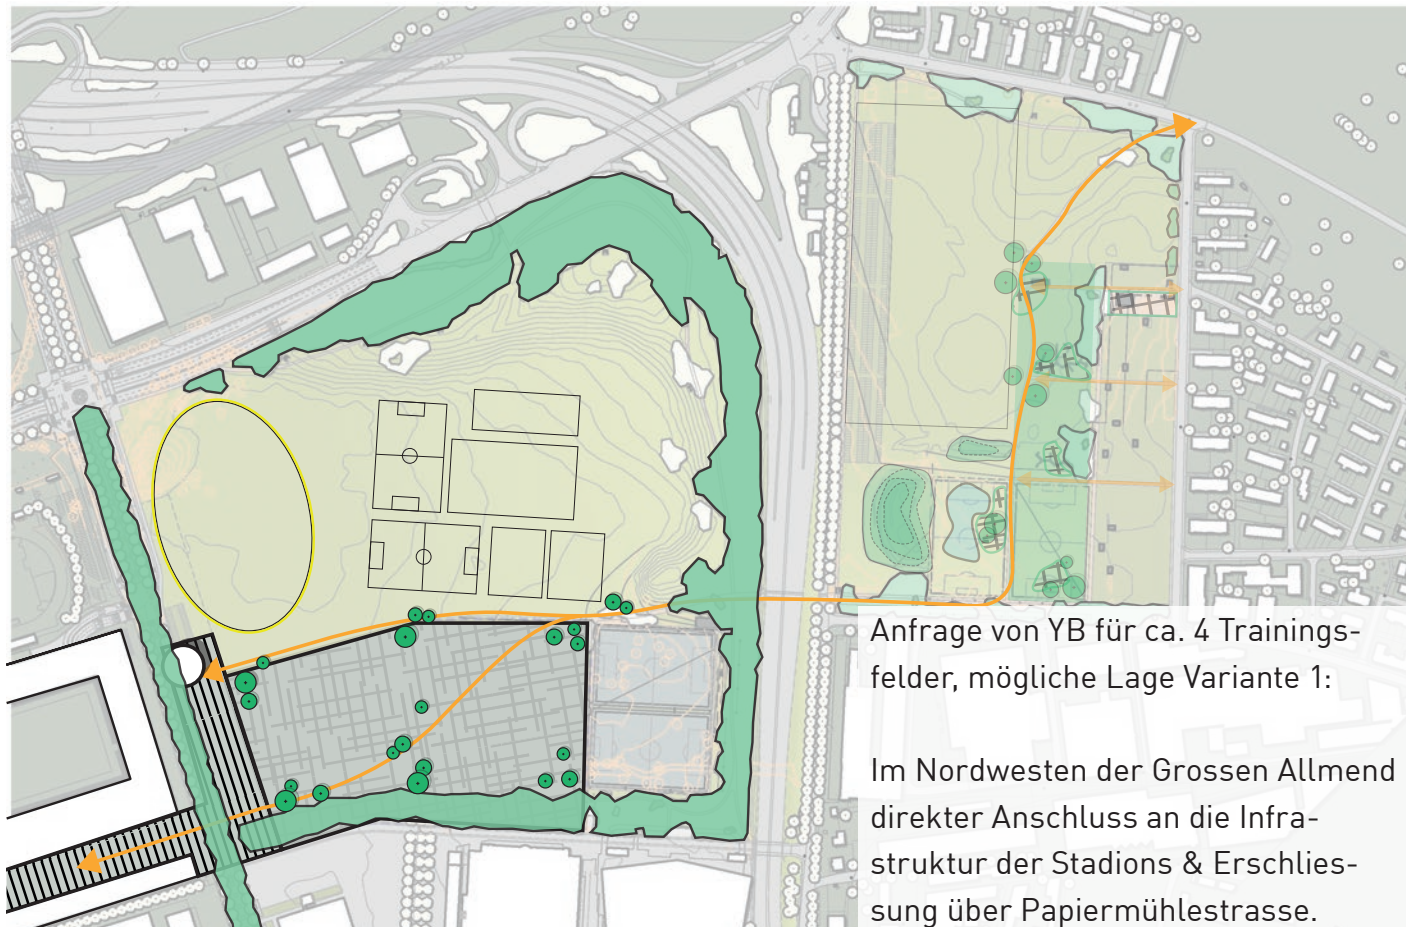 Anfrage von YB für ca. 4 Trainings-
felder, mögliche Lage Variante 1:
Im Nordwesten der Grossen Allmend
direkter Anschluss an die Infra-
struktur der Stadions & Erschlies-
sung über Papiermühlestrasse.